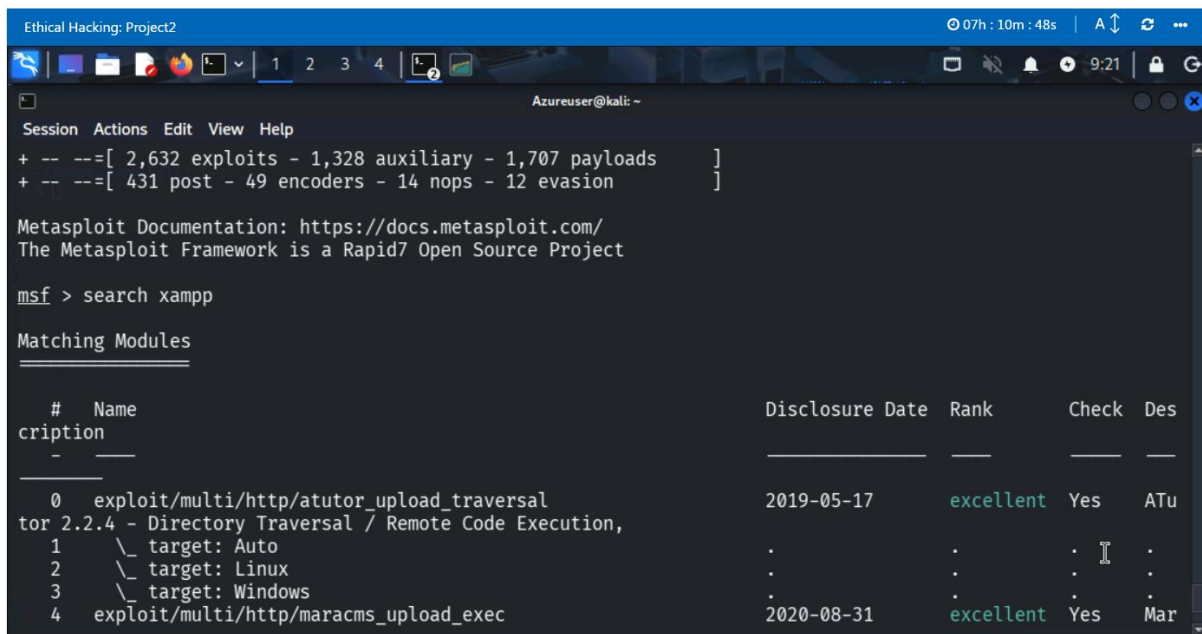 Ethical Hacking: Project2 07h : 10m : 48s | A
1 2 3 4 2 9:21
Azureuser@kali: ~
Session Actions Edit View Help
+ -- --=[ 2,632 exploits - 1,328 auxiliary - 1,707 payloads ]
+ -- --=[ 431 post - 49 encoders - 14 nops - 12 evasion ]
Metasploit Documentation: https://docs.metasploit.com/
The Metasploit Framework is a Rapid7 Open Source Project
msf > search xampp
Matching Modules
================
# Name Disclosure Date Rank Check Des
cription
- ---- --------------- ---- ----- ---
--------
0 exploit/multi/http/atutor_upload_traversal 2019-05-17 excellent Yes ATu
tor 2.2.4 - Directory Traversal / Remote Code Execution,
1 \_ target: Auto . . . .
2 \_ target: Linux . . . .
3 \_ target: Windows . . . .
4 exploit/multi/http/maracms_upload_exec 2020-08-31 excellent Yes Mar